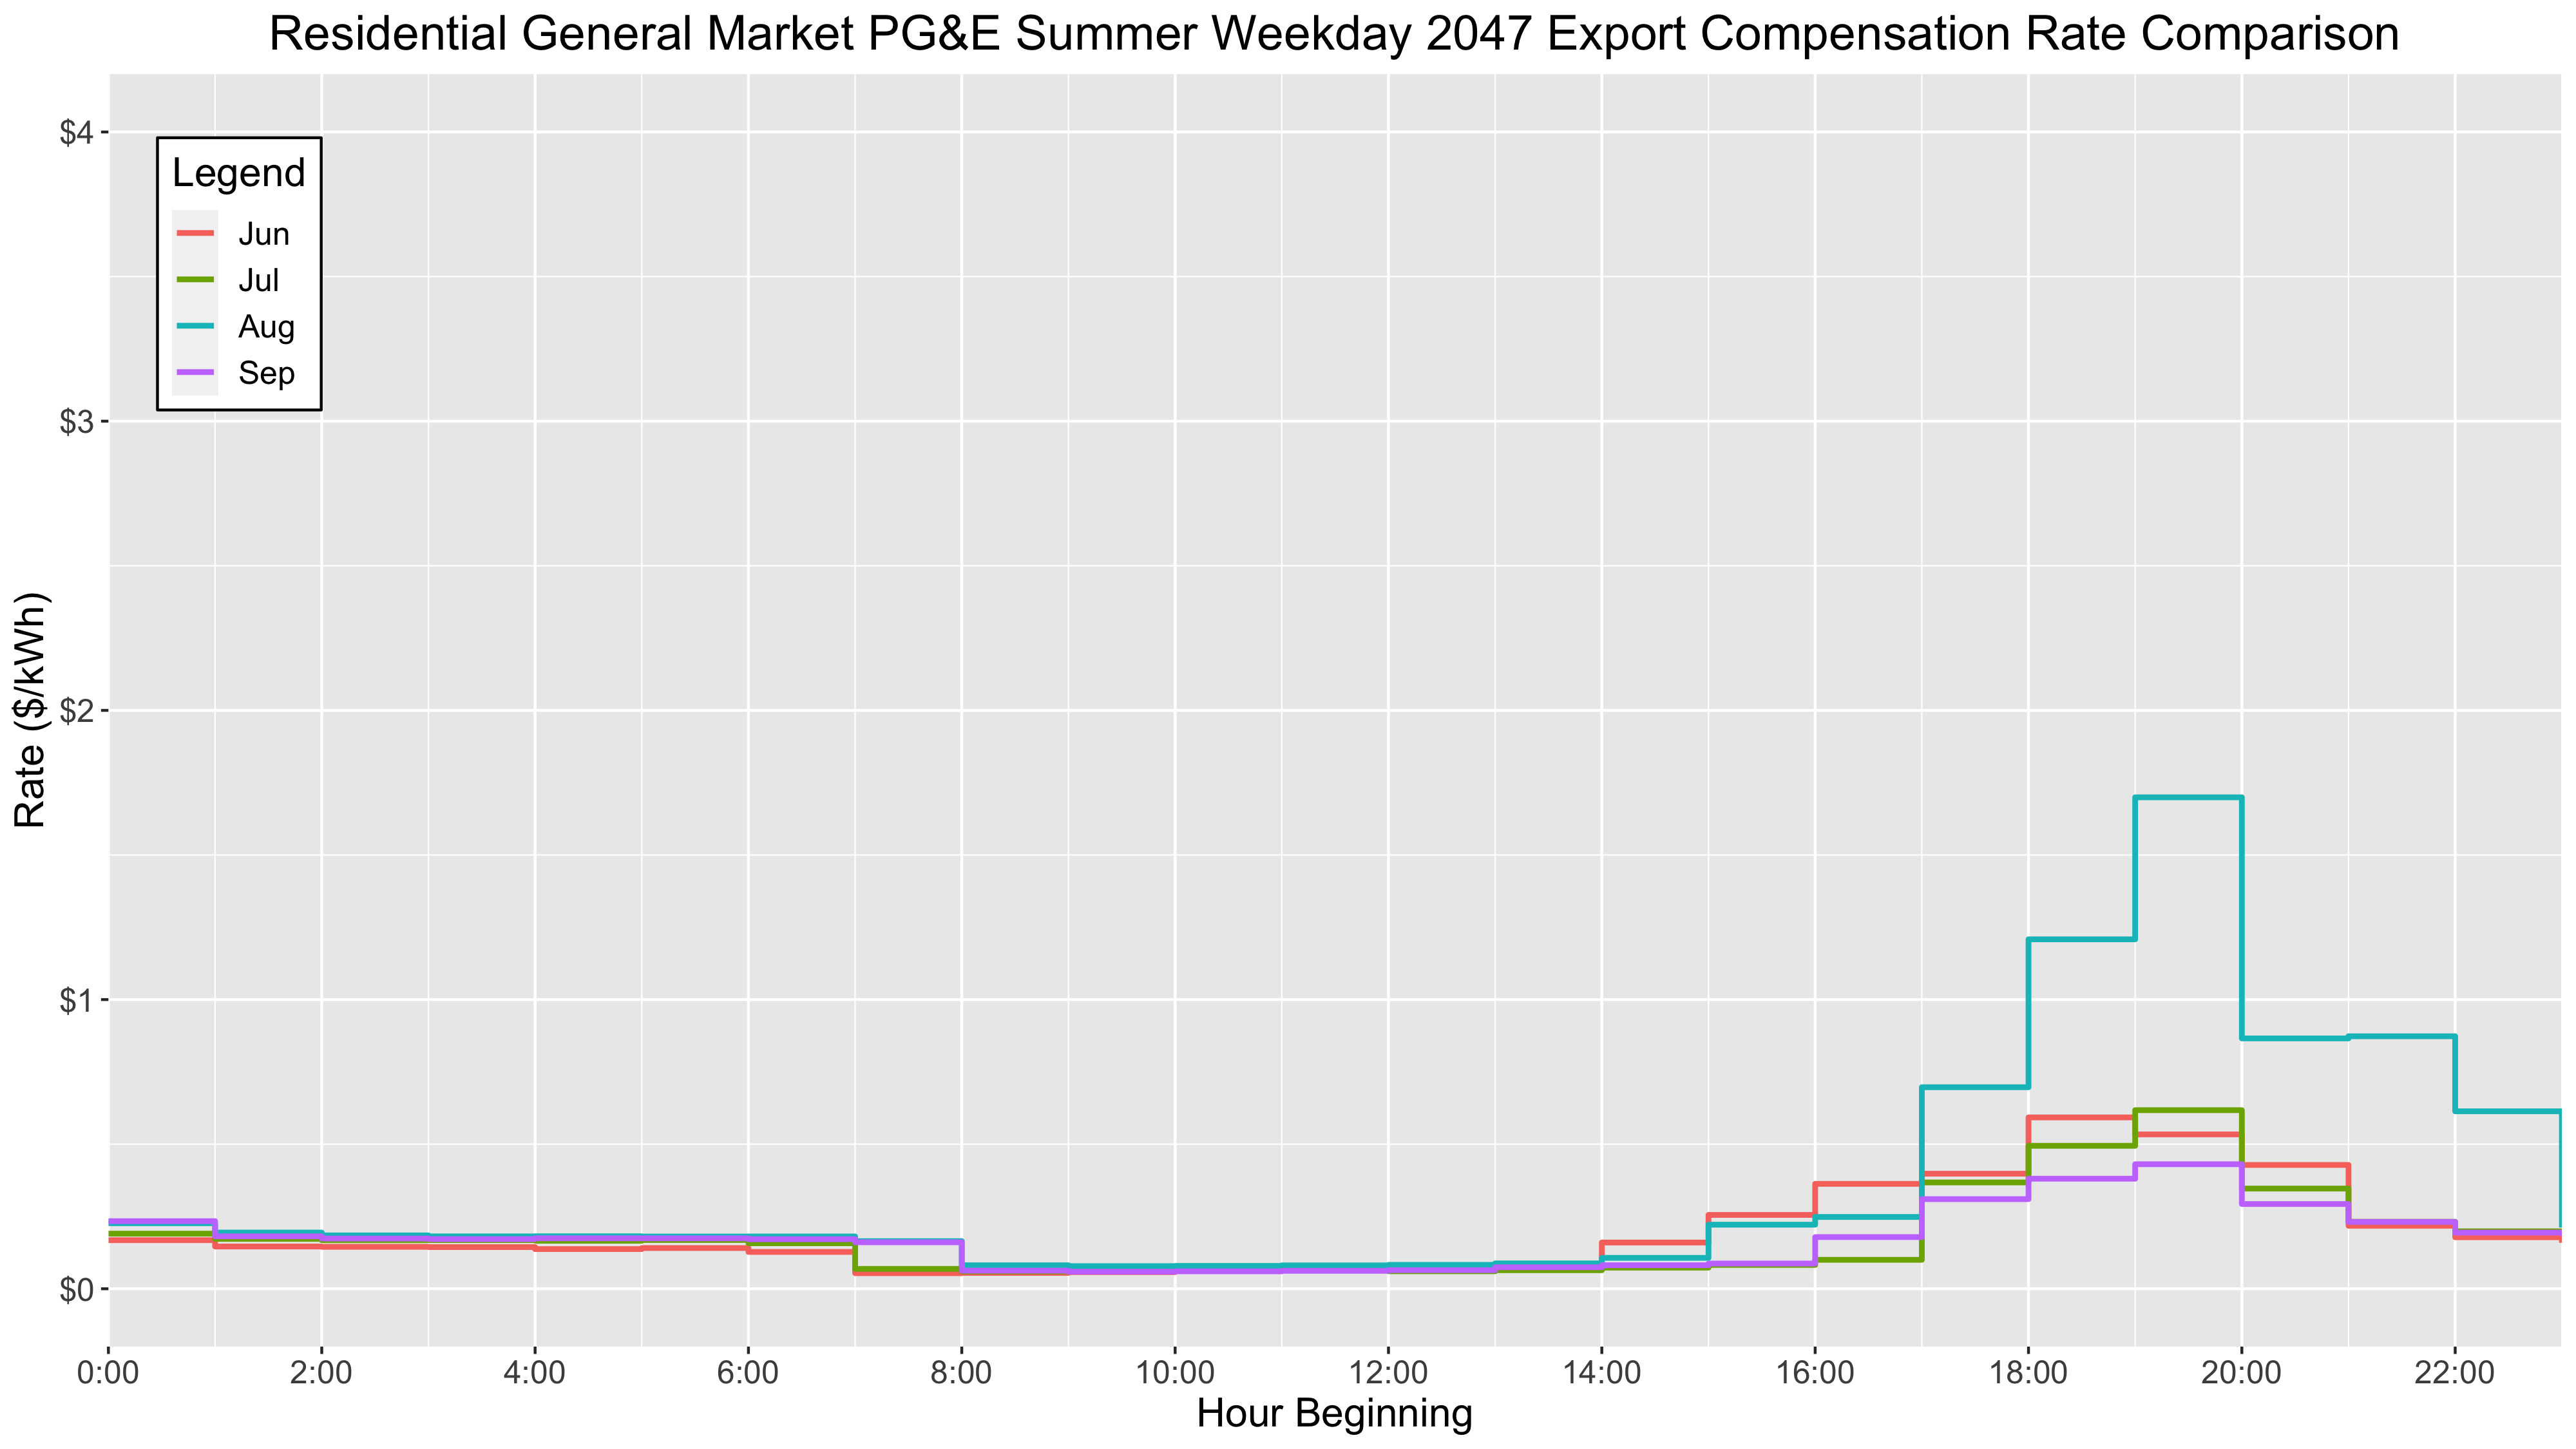 Residential General Market PG&E Summer Weekday 2047 Export Compensation Rate Comparison
$4
$3
$2
$1
$0
Rate ($/kWh)
Legend
Jun
Jul
Aug
Sep
0:00 2:00 4:00 6:00 8:00 10:00 12:00 14:00 16:00 18:00 20:00 22:00
Hour Beginning